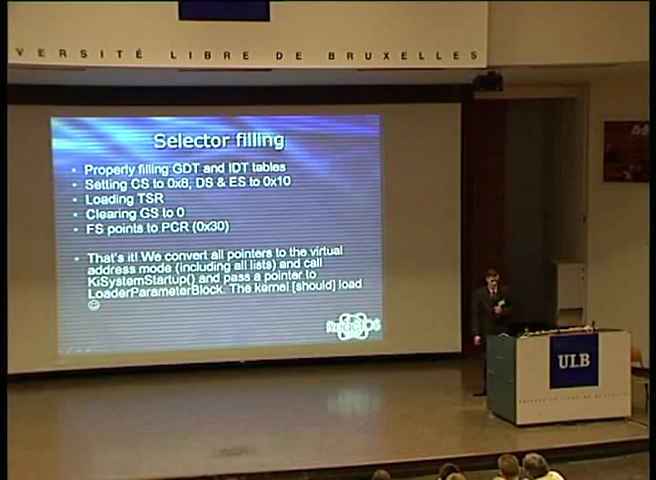 VERSITÉ LIBRE DE BRUXELLES
Selector filling
• Properly filling GDT and IDT tables
• Setting CS to 0x8, DS & ES to 0x10
• Loading TSR
• Clearing GS to 0
• FS points to PCR (0x30)
• That's it! We convert all pointers to the virtual
address mode (including all lists) and call
KiSystemStartup() and pass a pointer to
LoaderParameterBlock. The kernel [should] load
☺
ReactOS
ULB